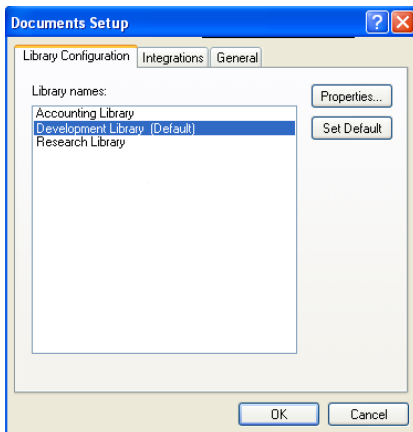 Documents Setup
Library Configuration Integrations General
Library names:
Properties...
Accounting Library
Development Library (Default)
Set Default
Research Library
OK Cancel